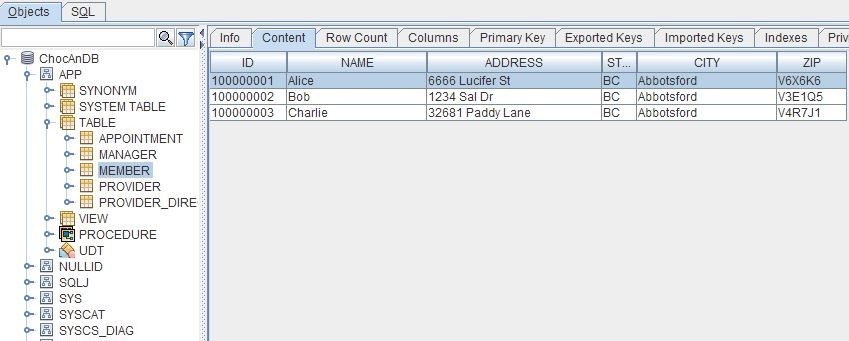 Objects SQL
Info Content Row Count Columns Primary Key Exported Keys Imported Keys Indexes Privi
ChocAnDB
APP
SYNONYM
SYSTEM TABLE
TABLE
APPOINTMENT
MANAGER
MEMBER
PROVIDER
PROVIDER_DIRE
VIEW
PROCEDURE
UDT
NULLID
SQLJ
SYS
SYSCAT
SYSCS_DIAG
ID NAME ADDRESS ST... CITY ZIP
100000001 Alice 6666 Lucifer St BC Abbotsford V6X6K6
100000002 Bob 1234 Sal Dr BC Abbotsford V3E1Q5
100000003 Charlie 32681 Paddy Lane BC Abbotsford V4R7J1